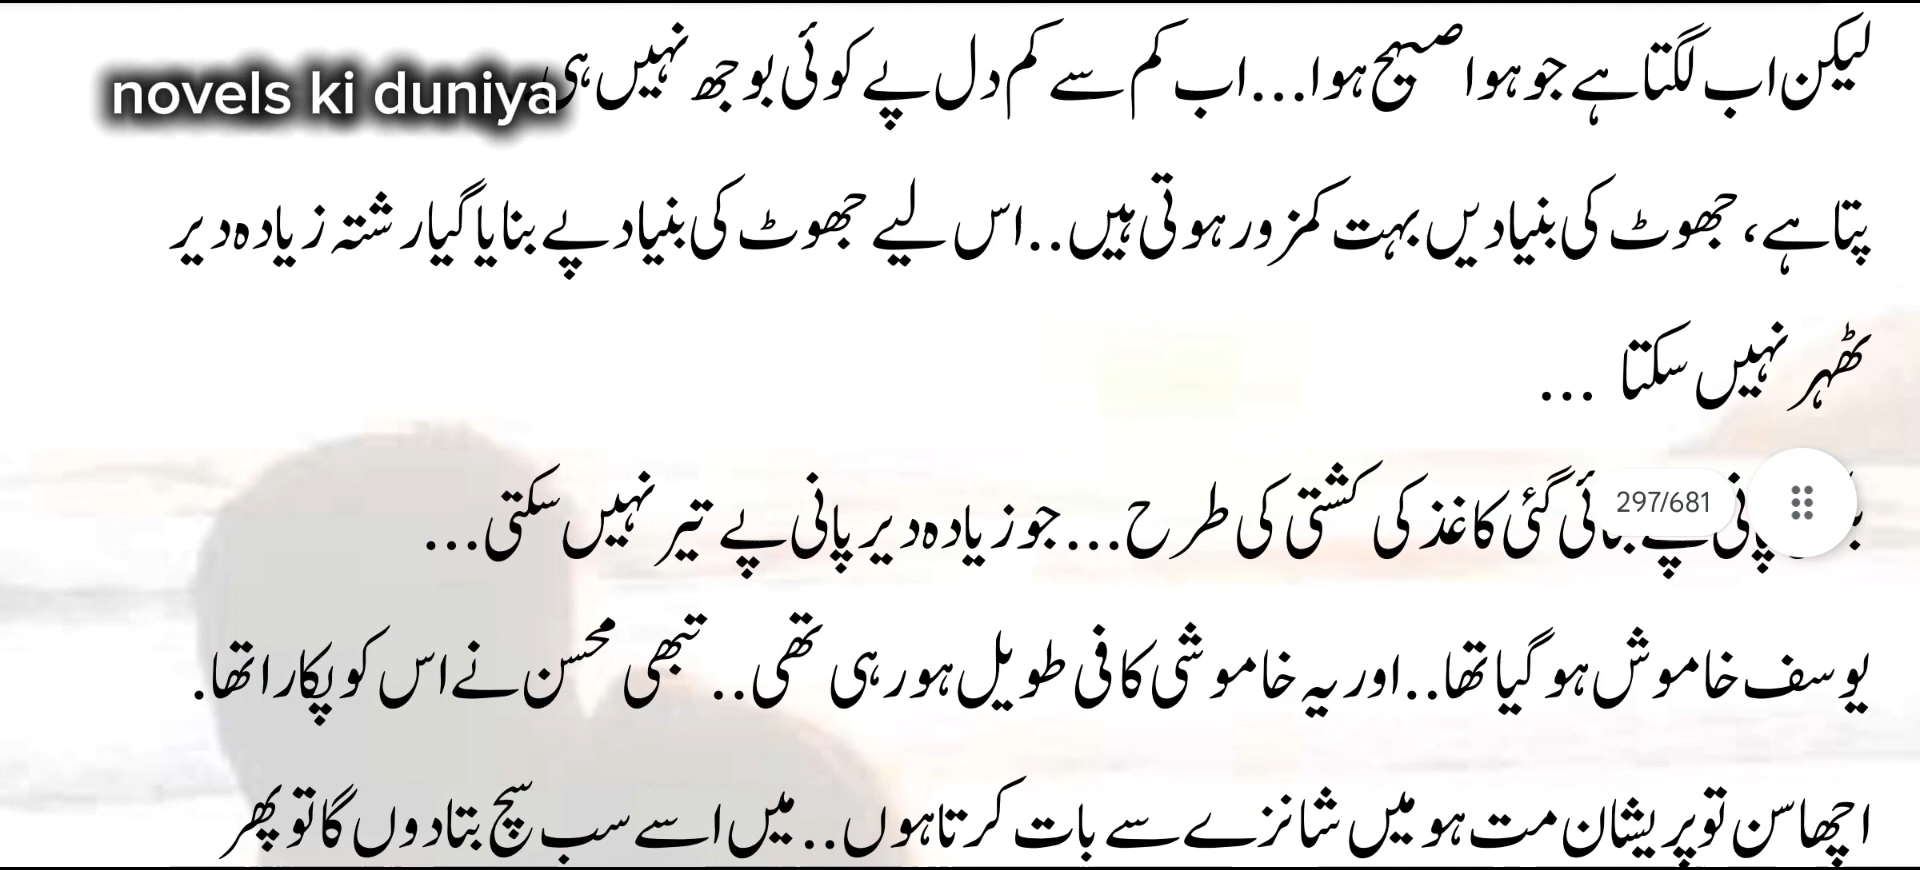 لیکن اب لگتا ہے جو ہوا صیح ہوا...اب کم سے کم دل پے کوئی بوجھ نہیں ہی
novels ki duniya
پتا ہے، جھوٹ کی بنیادیں بہت کمزور ہوتی ہیں..اس لیے جھوٹ کی بنیاد پے بنایا گیا رشتہ زیادہ دیر
ٹھہر نہیں سکتا ...
پانی پے کاغذ کی کشتی کی طرح...جو زیادہ دیر پانی پے تیر نہیں سکتی...
297/681
یوسف خاموش ہو گیا تھا..اور یہ خاموشی کافی طویل ہو رہی تھی..تبھی محسن نے اس کو پکارا تھا.
اچھا سن تو پریشان مت ہو میں شانزے سے بات کرتا ہوں..میں اسے سب سچ بتا دوں گا تو پھر